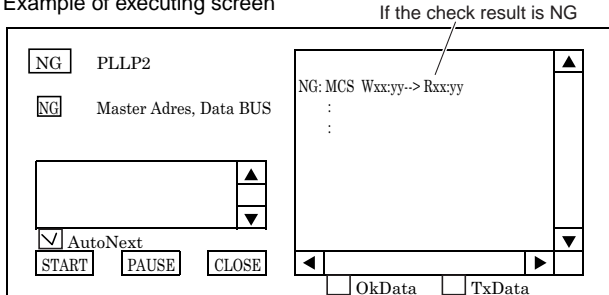 Example of executing screen
If the check result is NG
NG PLLP2
NG Master Adres, Data BUS
NG: MCS Wxx:yy--> Rxx:yy
:
:
AutoNext
START PAUSE CLOSE
OkData TxData